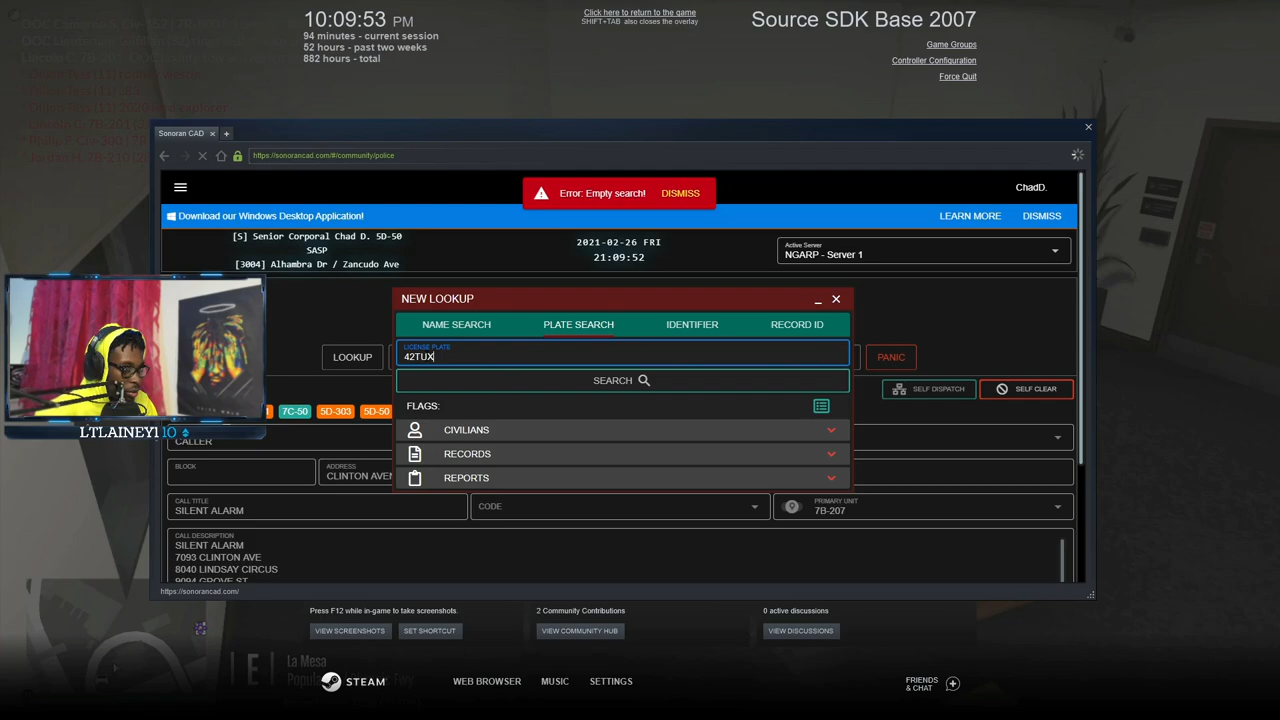 10:09:53 PM
94 minutes - current session
52 hours - past two weeks
882 hours - total
Click here to return to the game
SHIFT+TAB also closes the overlay
Source SDK Base 2007
Game Groups
Controller Configuration
Force Quit
Sonoran CAD
https://sonorancad.com/#/community/police
Error: Empty search! DISMISS
ChadD.
Download our Windows Desktop Application!
LEARN MORE DISMISS
[S] Senior Corporal Chad D. 5D-50
SASP
[3004] Alhambra Dr / Zancudo Ave
2021-02-26 FRI
21:09:52
Active Server
NGARP - Server 1
NEW LOOKUP
NAME SEARCH PLATE SEARCH IDENTIFIER RECORD ID
LICENSE PLATE
42TUX
SEARCH
LOOKUP
PANIC
SELF DISPATCH SELF CLEAR
FLAGS:
7C-50 5D-303 5D-50
CIVILIANS
RECORDS
REPORTS
LTLAINEY110
CALLER
BLOCK
ADDRESS
CLINTON AVE
CALL TITLE
SILENT ALARM
CODE
PRIMARY UNIT
7B-207
CALL DESCRIPTION
SILENT ALARM
7093 CLINTON AVE
8040 LINDSAY CIRCUS
9094 GROVE ST
https://sonorancad.com/
Press F12 while in-game to take screenshots.
VIEW SCREENSHOTS SET SHORTCUT
2 Community Contributions
VIEW COMMUNITY HUB
0 active discussions
VIEW DISCUSSIONS
E
La Mesa
STEAM
WEB BROWSER MUSIC SETTINGS
FRIENDS
& CHAT